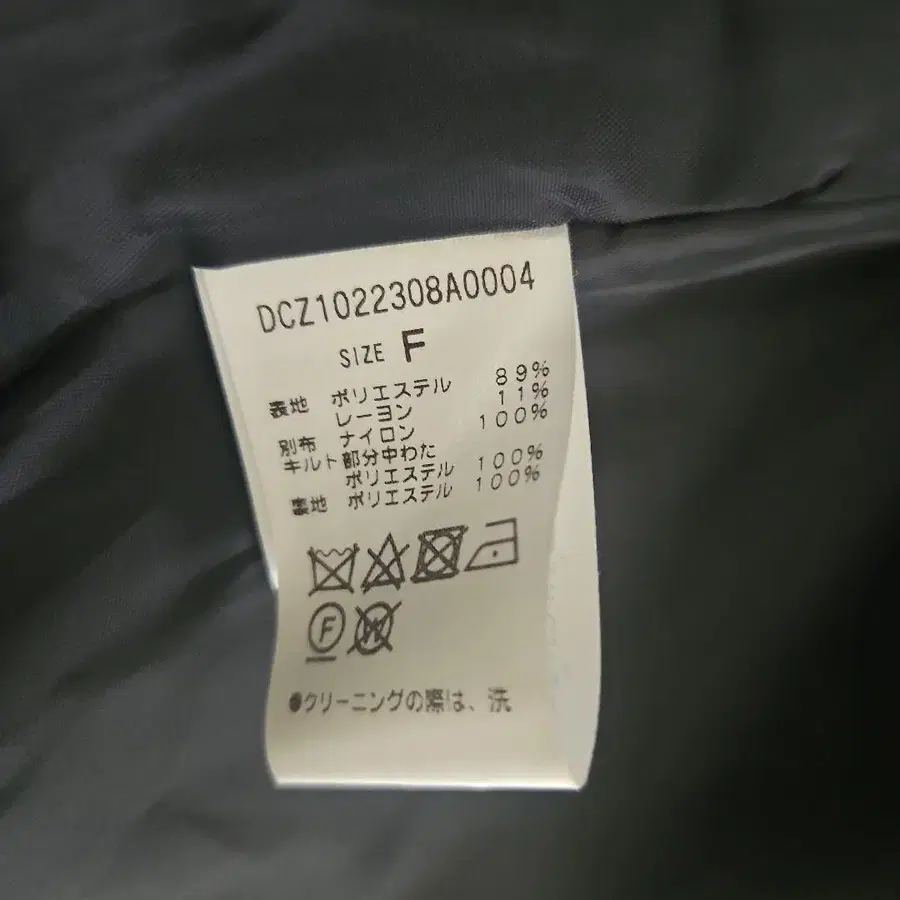 DCZ1022308A0004
SIZE F
表地 ポリエステル 89%
レーヨン 11%
別布 ナイロン 100%
キルト部分中わた
ポリエステル 100%
裏地 ポリエステル 100%
F W
●クリーニングの際は、洗